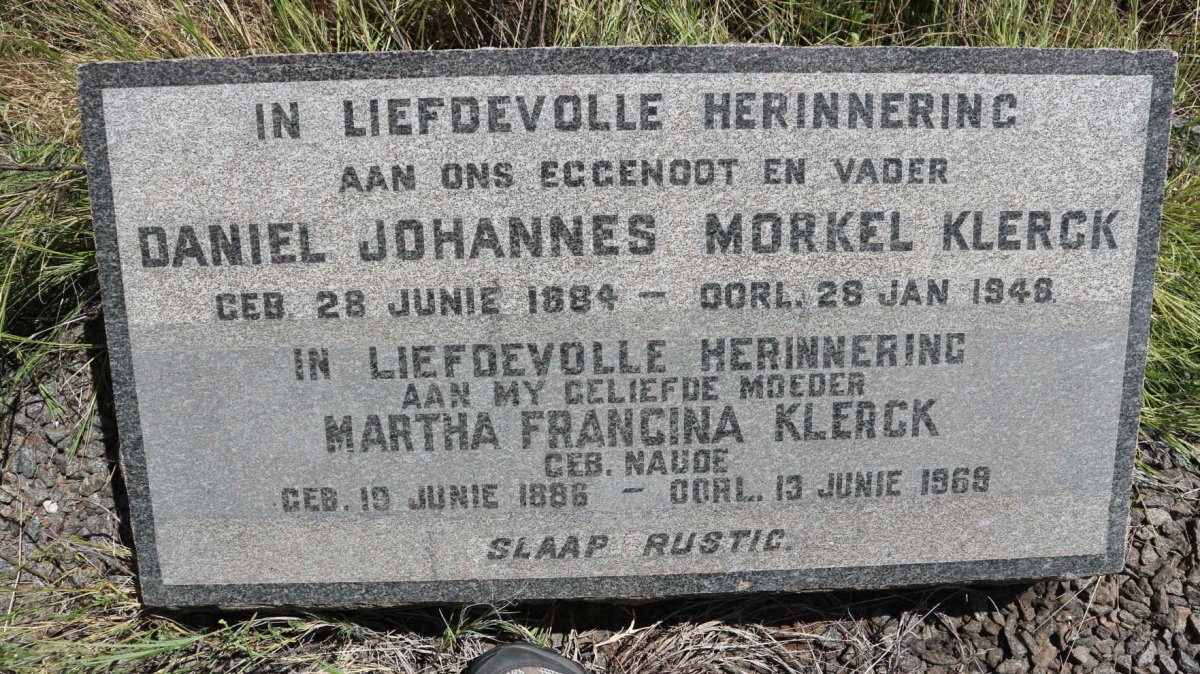 IN LIEFDEVOLLE HERINNERING
AAN ONS EGGENOOT EN VADER
DANIEL JOHANNES MORKEL KLERCK
GEB. 28 JUNIE 1884 — OORL. 28 JAN 1948.
IN LIEFDEVOLLE HERINNERING
AAN MY GELIEFDE MOEDER
MARTHA FRANCINA KLERCK
GEB. NAUDE
GEB. 19 JUNIE 1886 — OORL. 13 JUNIE 1969
SLAAP RUSTIG.